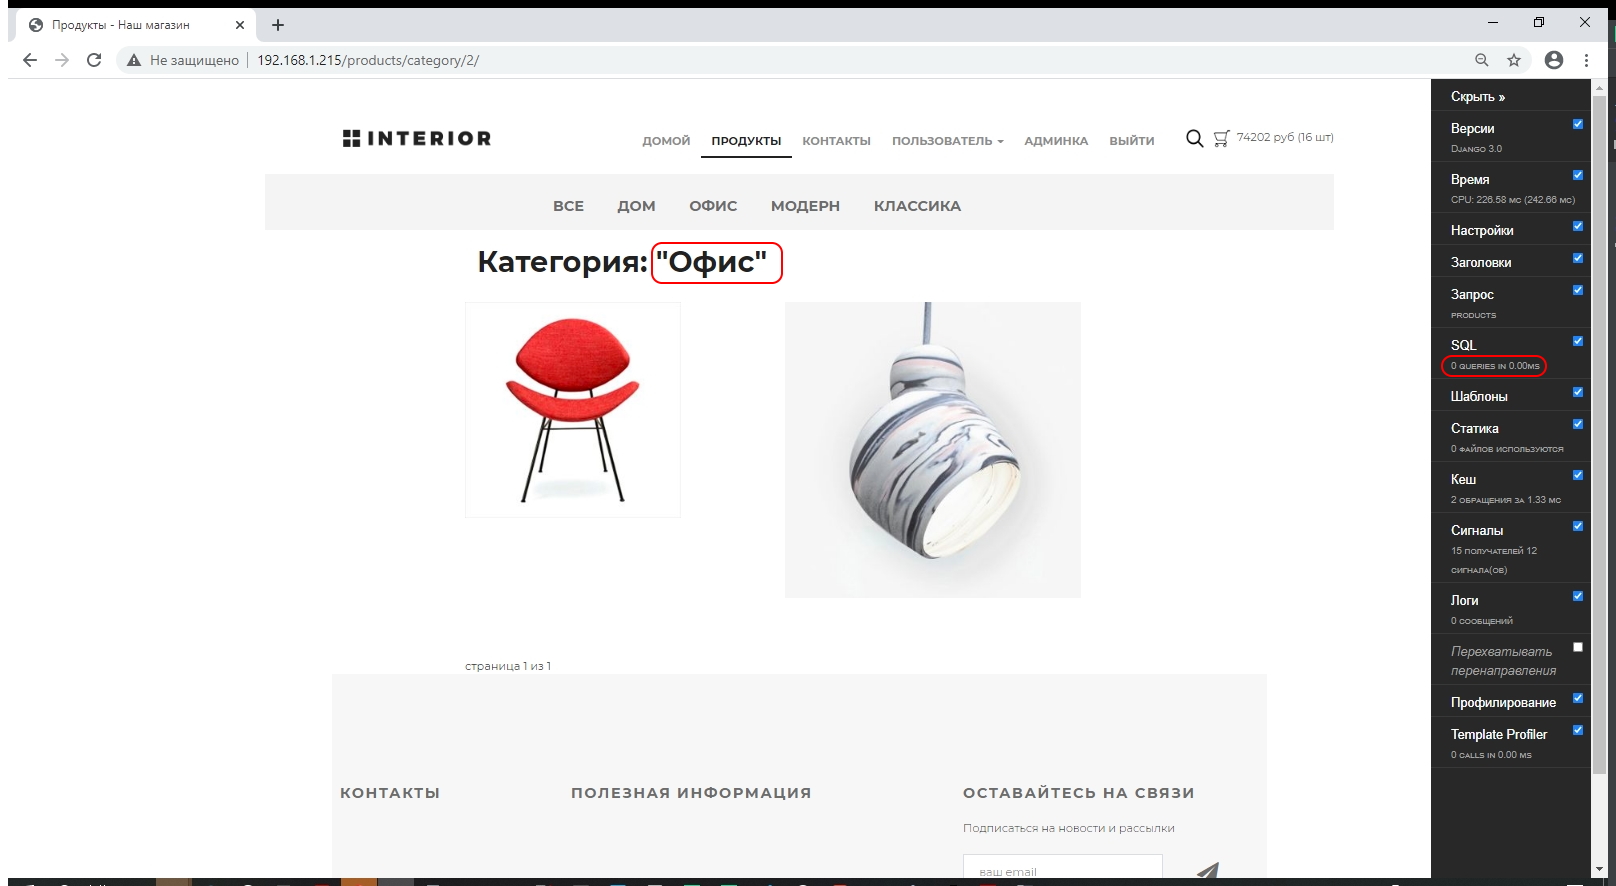 Продукты - Наш магазин
Не защищено 192.168.1.215/products/category/2/
INTERIOR
ДОМОЙ ПРОДУКТЫ КОНТАКТЫ ПОЛЬЗОВАТЕЛЬ АДМИНКА ВЫЙТИ 74202 руб (16 шт)
ВСЕ ДОМ ОФИС МОДЕРН КЛАССИКА
Категория: "Офис"
страница 1 из 1
КОНТАКТЫ
ПОЛЕЗНАЯ ИНФОРМАЦИЯ
ОСТАВАЙТЕСЬ НА СВЯЗИ
Подписаться на новости и рассылки
ваш email
Скрыть »
Версии
Django 3.0
Время
CPU: 226.58 мс (242.66 мс)
Настройки
Заголовки
Запрос
products
SQL
0 queries in 0.00ms
Шаблоны
Статика
0 файлов используются
Кеш
2 обращения за 1.33 мс
Сигналы
15 получателей 12
сигнала(ов)
Логи
0 сообщений
Перехватывать
перенаправления
Профилирование
Template Profiler
0 calls in 0.00 ms